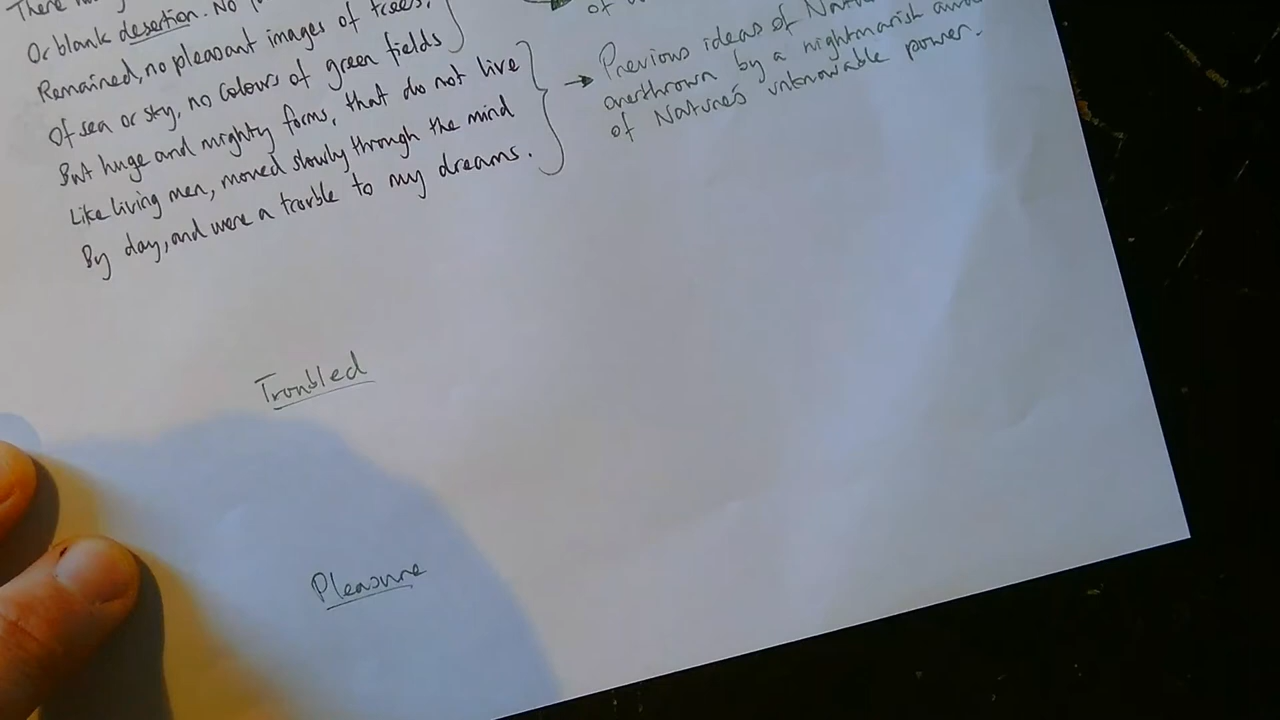 There
Or blank desertion. No
Remained, no pleasant images of trees,
Of sea or sky, no colours of green fields
But huge and mighty forms, that do not live
Like living men, moved slowly through the mind
By day, and were a trouble to my dreams.
of
Previous ideas of
overthrown by a nightmarish
of Nature's unknowable power.
Troubled
Pleasure